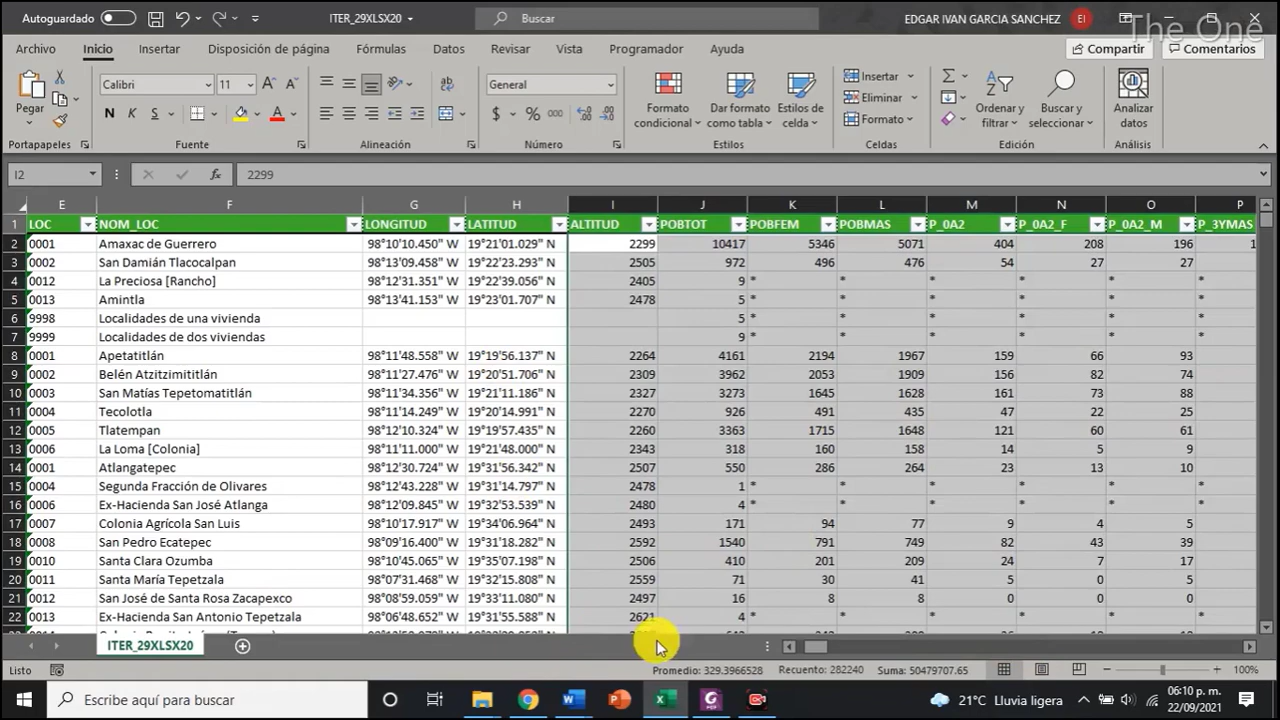 Autoguardado
ITER_29XLSX20
Buscar
EDGAR IVAN GARCIA SANCHEZ
EI
The One
Archivo Inicio Insertar Disposición de página Fórmulas Datos Revisar Vista Programador Ayuda Compartir Comentarios
Pegar
Calibri 11
N K S
General
$ % 000
Formato condicional
Dar formato como tabla
Estilos de celda
Insertar
Eliminar
Formato
Ordenar y filtrar
Buscar y seleccionar
Analizar datos
Portapapeles Fuente Alineación Número Estilos Celdas Edición Análisis
I2 fx 2299
E F G H I J K L M N O P
1 LOC NOM_LOC LONGITUD LATITUD ALTITUD POBTOT POBFEM POBMAS P_0A2 P_0A2_F P_0A2_M P_3YMAS
2 0001 Amaxac de Guerrero 98°10'10.450" W 19°21'01.029" N 2299 10417 5346 5071 404 208 196 1
3 0002 San Damián Tlacocalpan 98°13'09.458" W 19°22'23.293" N 2505 972 496 476 54 27 27
4 0012 La Preciosa [Rancho] 98°12'31.351" W 19°22'39.056" N 2405 9 * * * * * *
5 0013 Amintla 98°13'41.153" W 19°23'01.707" N 2478 5 * * * * * *
6 9998 Localidades de una vivienda 5 * * * * * *
7 9999 Localidades de dos viviendas 9 * * * * * *
8 0001 Apetatitlán 98°11'48.558" W 19°19'56.137" N 2264 4161 2194 1967 159 66 93
9 0002 Belén Atzitzimititlán 98°11'27.476" W 19°20'51.706" N 2309 3962 2053 1909 156 82 74
10 0003 San Matías Tepetomatitlán 98°11'34.356" W 19°21'11.186" N 2327 3273 1645 1628 161 73 88
11 0004 Tecolotla 98°11'14.249" W 19°20'14.991" N 2270 926 491 435 47 22 25
12 0005 Tlatempan 98°12'10.324" W 19°19'57.435" N 2260 3363 1715 1648 121 60 61
13 0006 La Loma [Colonia] 98°11'11.000" W 19°21'48.000" N 2343 318 160 158 14 5 9
14 0001 Atlangatepec 98°12'30.724" W 19°31'56.342" N 2507 550 286 264 23 13 10
15 0004 Segunda Fracción de Olivares 98°12'43.228" W 19°31'14.797" N 2478 1 * * * * * *
16 0006 Ex-Hacienda San José Atlanga 98°12'09.845" W 19°32'53.539" N 2480 4 * * * * * *
17 0007 Colonia Agrícola San Luis 98°10'17.917" W 19°34'06.964" N 2493 171 94 77 9 4 5
18 0008 San Pedro Ecatepec 98°09'16.400" W 19°31'18.282" N 2592 1540 791 749 82 43 39
19 0010 Santa Clara Ozumba 98°10'45.065" W 19°35'07.198" N 2506 410 201 209 24 7 17
20 0011 Santa María Tepetzala 98°07'31.468" W 19°32'15.808" N 2559 71 30 41 5 0 5
21 0012 San José de Santa Rosa Zacapexco 98°08'59.059" W 19°33'11.080" N 2497 16 8 8 0 0 0
22 0013 Ex-Hacienda San Antonio Tepetzala 98°06'48.652" W 19°31'55.588" N 2621 4 * * * * * *
ITER_29XLSX20
Listo Promedio: 329.3966528 Recuento: 282240 Suma: 50479707.65 100%
Escribe aquí para buscar
21°C Lluvia ligera
06:10 p. m.
22/09/2021